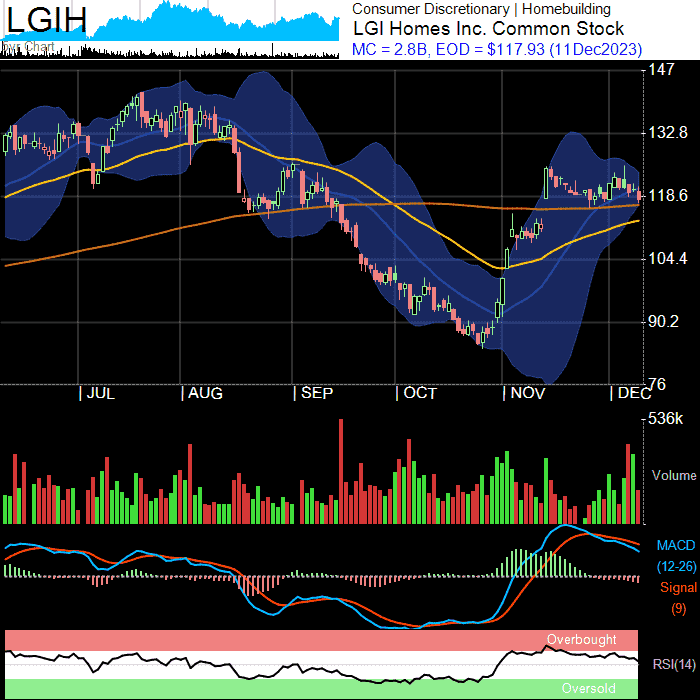 LGIH
Consumer Discretionary | Homebuilding
LGI Homes Inc. Common Stock
MC = 2.8B, EOD = $117.93 (11Dec2023)
Chart
147
132.8
118.6
104.4
90.2
76
JUL
AUG
SEP
OCT
NOV
DEC
536k
Volume
MACD
(12-26)
Signal
(9)
Overbought
RSI(14)
Oversold